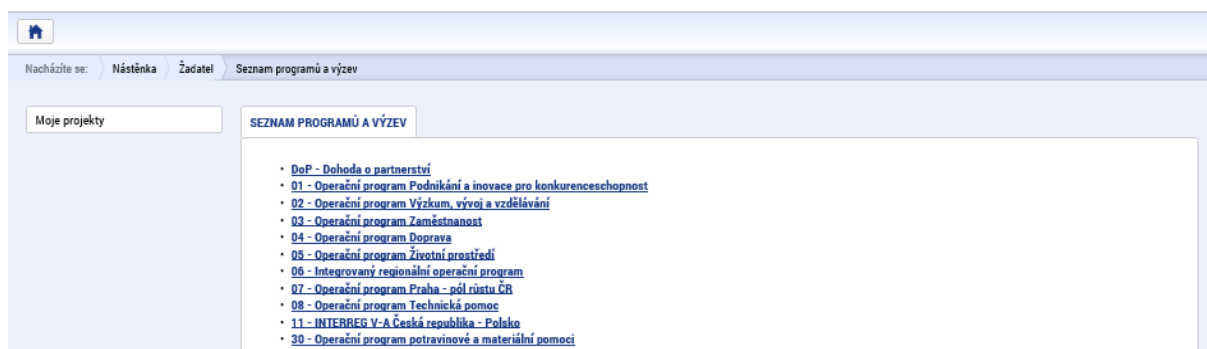 Nacházíte se: Nástěnka Žadatel Seznam programů a výzev
Moje projekty
SEZNAM PROGRAMŮ A VÝZEV
• DoP - Dohoda o partnerství
• 01 - Operační program Podnikání a inovace pro konkurenceschopnost
• 02 - Operační program Výzkum, vývoj a vzdělávání
• 03 - Operační program Zaměstnanost
• 04 - Operační program Doprava
• 05 - Operační program Životní prostředí
• 06 - Integrovaný regionální operační program
• 07 - Operační program Praha - pól růstu ČR
• 08 - Operační program Technická pomoc
• 11 - INTERREG V-A Česká republika - Polsko
• 30 - Operační program potravinové a materiální pomoci